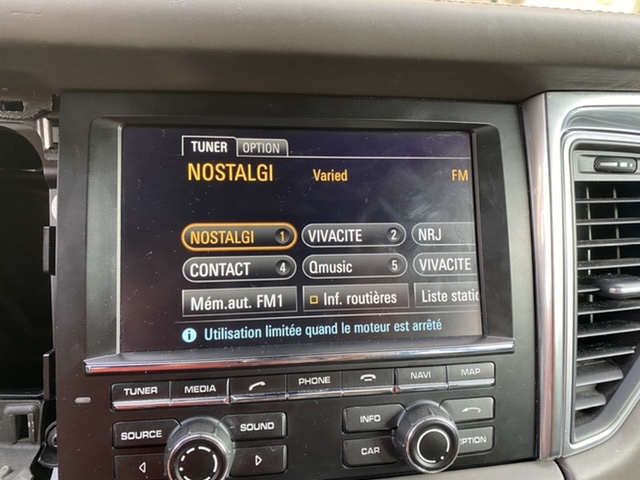 TUNER OPTION
NOSTALGI Varied FM
NOSTALGI 1 VIVACITE 2 NRJ
CONTACT 4 Qmusic 5 VIVACITE
Mém.aut. FM1 Inf. routières Liste static
i Utilisation limitée quand le moteur est arrêté
TUNER MEDIA PHONE NAVI MAP
SOURCE SOUND INFO
CAR OPTION